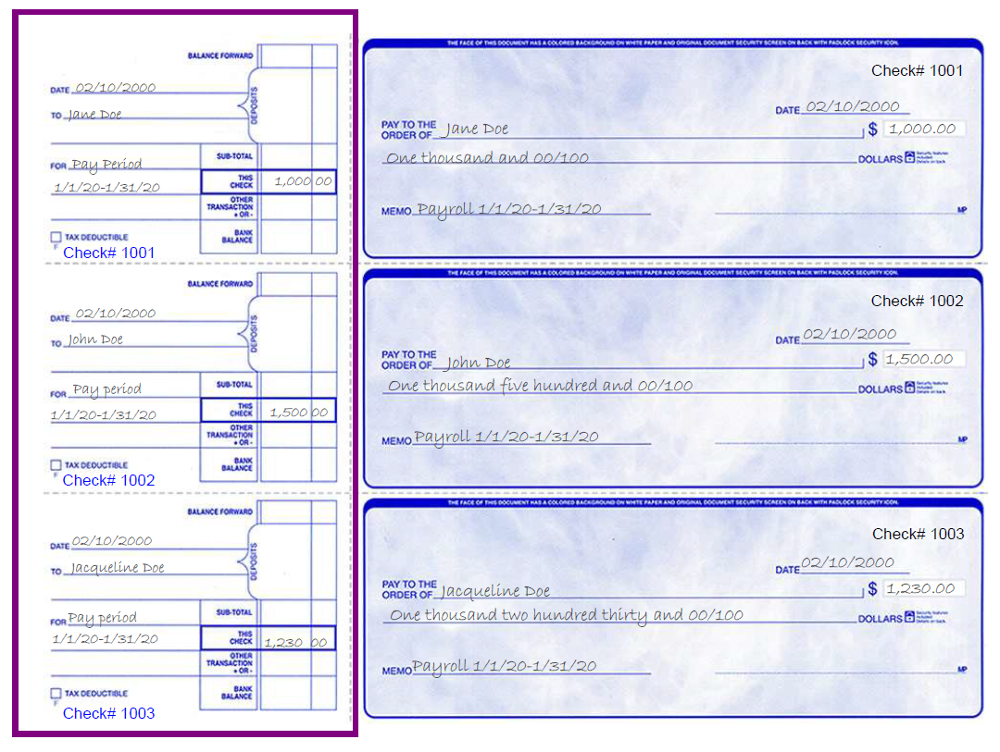 BALANCE FORWARD
DATE 02/10/2000
TO Jane Doe
DEPOSITS
FOR Pay Period
1/1/20-1/31/20
SUB-TOTAL
THIS CHECK 1,000 00
OTHER TRANSACTION
+ OR -
BANK BALANCE
TAX DEDUCTIBLE
Check# 1001
THE FACE OF THIS DOCUMENT HAS A COLORED BACKGROUND ON WHITE PAPER AND ORIGINAL DOCUMENT SECURITY SCREEN ON BACK WITH PADLOCK SECURITY ICON.
Check# 1001
DATE 02/10/2000
PAY TO THE
ORDER OF Jane Doe $ 1,000.00
One thousand and 00/100 DOLLARS
Security features
included.
Details on back.
MEMO Payroll 1/1/20-1/31/20 MP
BALANCE FORWARD
DATE 02/10/2000
TO John Doe
DEPOSITS
FOR Pay period
1/1/20-1/31/20
SUB-TOTAL
THIS CHECK 1,500 00
OTHER TRANSACTION
+ OR -
BANK BALANCE
TAX DEDUCTIBLE
Check# 1002
THE FACE OF THIS DOCUMENT HAS A COLORED BACKGROUND ON WHITE PAPER AND ORIGINAL DOCUMENT SECURITY SCREEN ON BACK WITH PADLOCK SECURITY ICON.
Check# 1002
DATE 02/10/2000
PAY TO THE
ORDER OF John Doe $ 1,500.00
One thousand five hundred and 00/100 DOLLARS
Security features
included.
Details on back.
MEMO Payroll 1/1/20-1/31/20 MP
BALANCE FORWARD
DATE 02/10/2000
TO Jacqueline Doe
DEPOSITS
FOR Pay period
1/1/20-1/31/20
SUB-TOTAL
THIS CHECK 1,230 00
OTHER TRANSACTION
+ OR -
BANK BALANCE
TAX DEDUCTIBLE
Check# 1003
THE FACE OF THIS DOCUMENT HAS A COLORED BACKGROUND ON WHITE PAPER AND ORIGINAL DOCUMENT SECURITY SCREEN ON BACK WITH PADLOCK SECURITY ICON.
Check# 1003
DATE 02/10/2000
PAY TO THE
ORDER OF Jacqueline Doe $ 1,230.00
One thousand two hundred thirty and 00/100 DOLLARS
Security features
included.
Details on back.
MEMO Payroll 1/1/20-1/31/20 MP